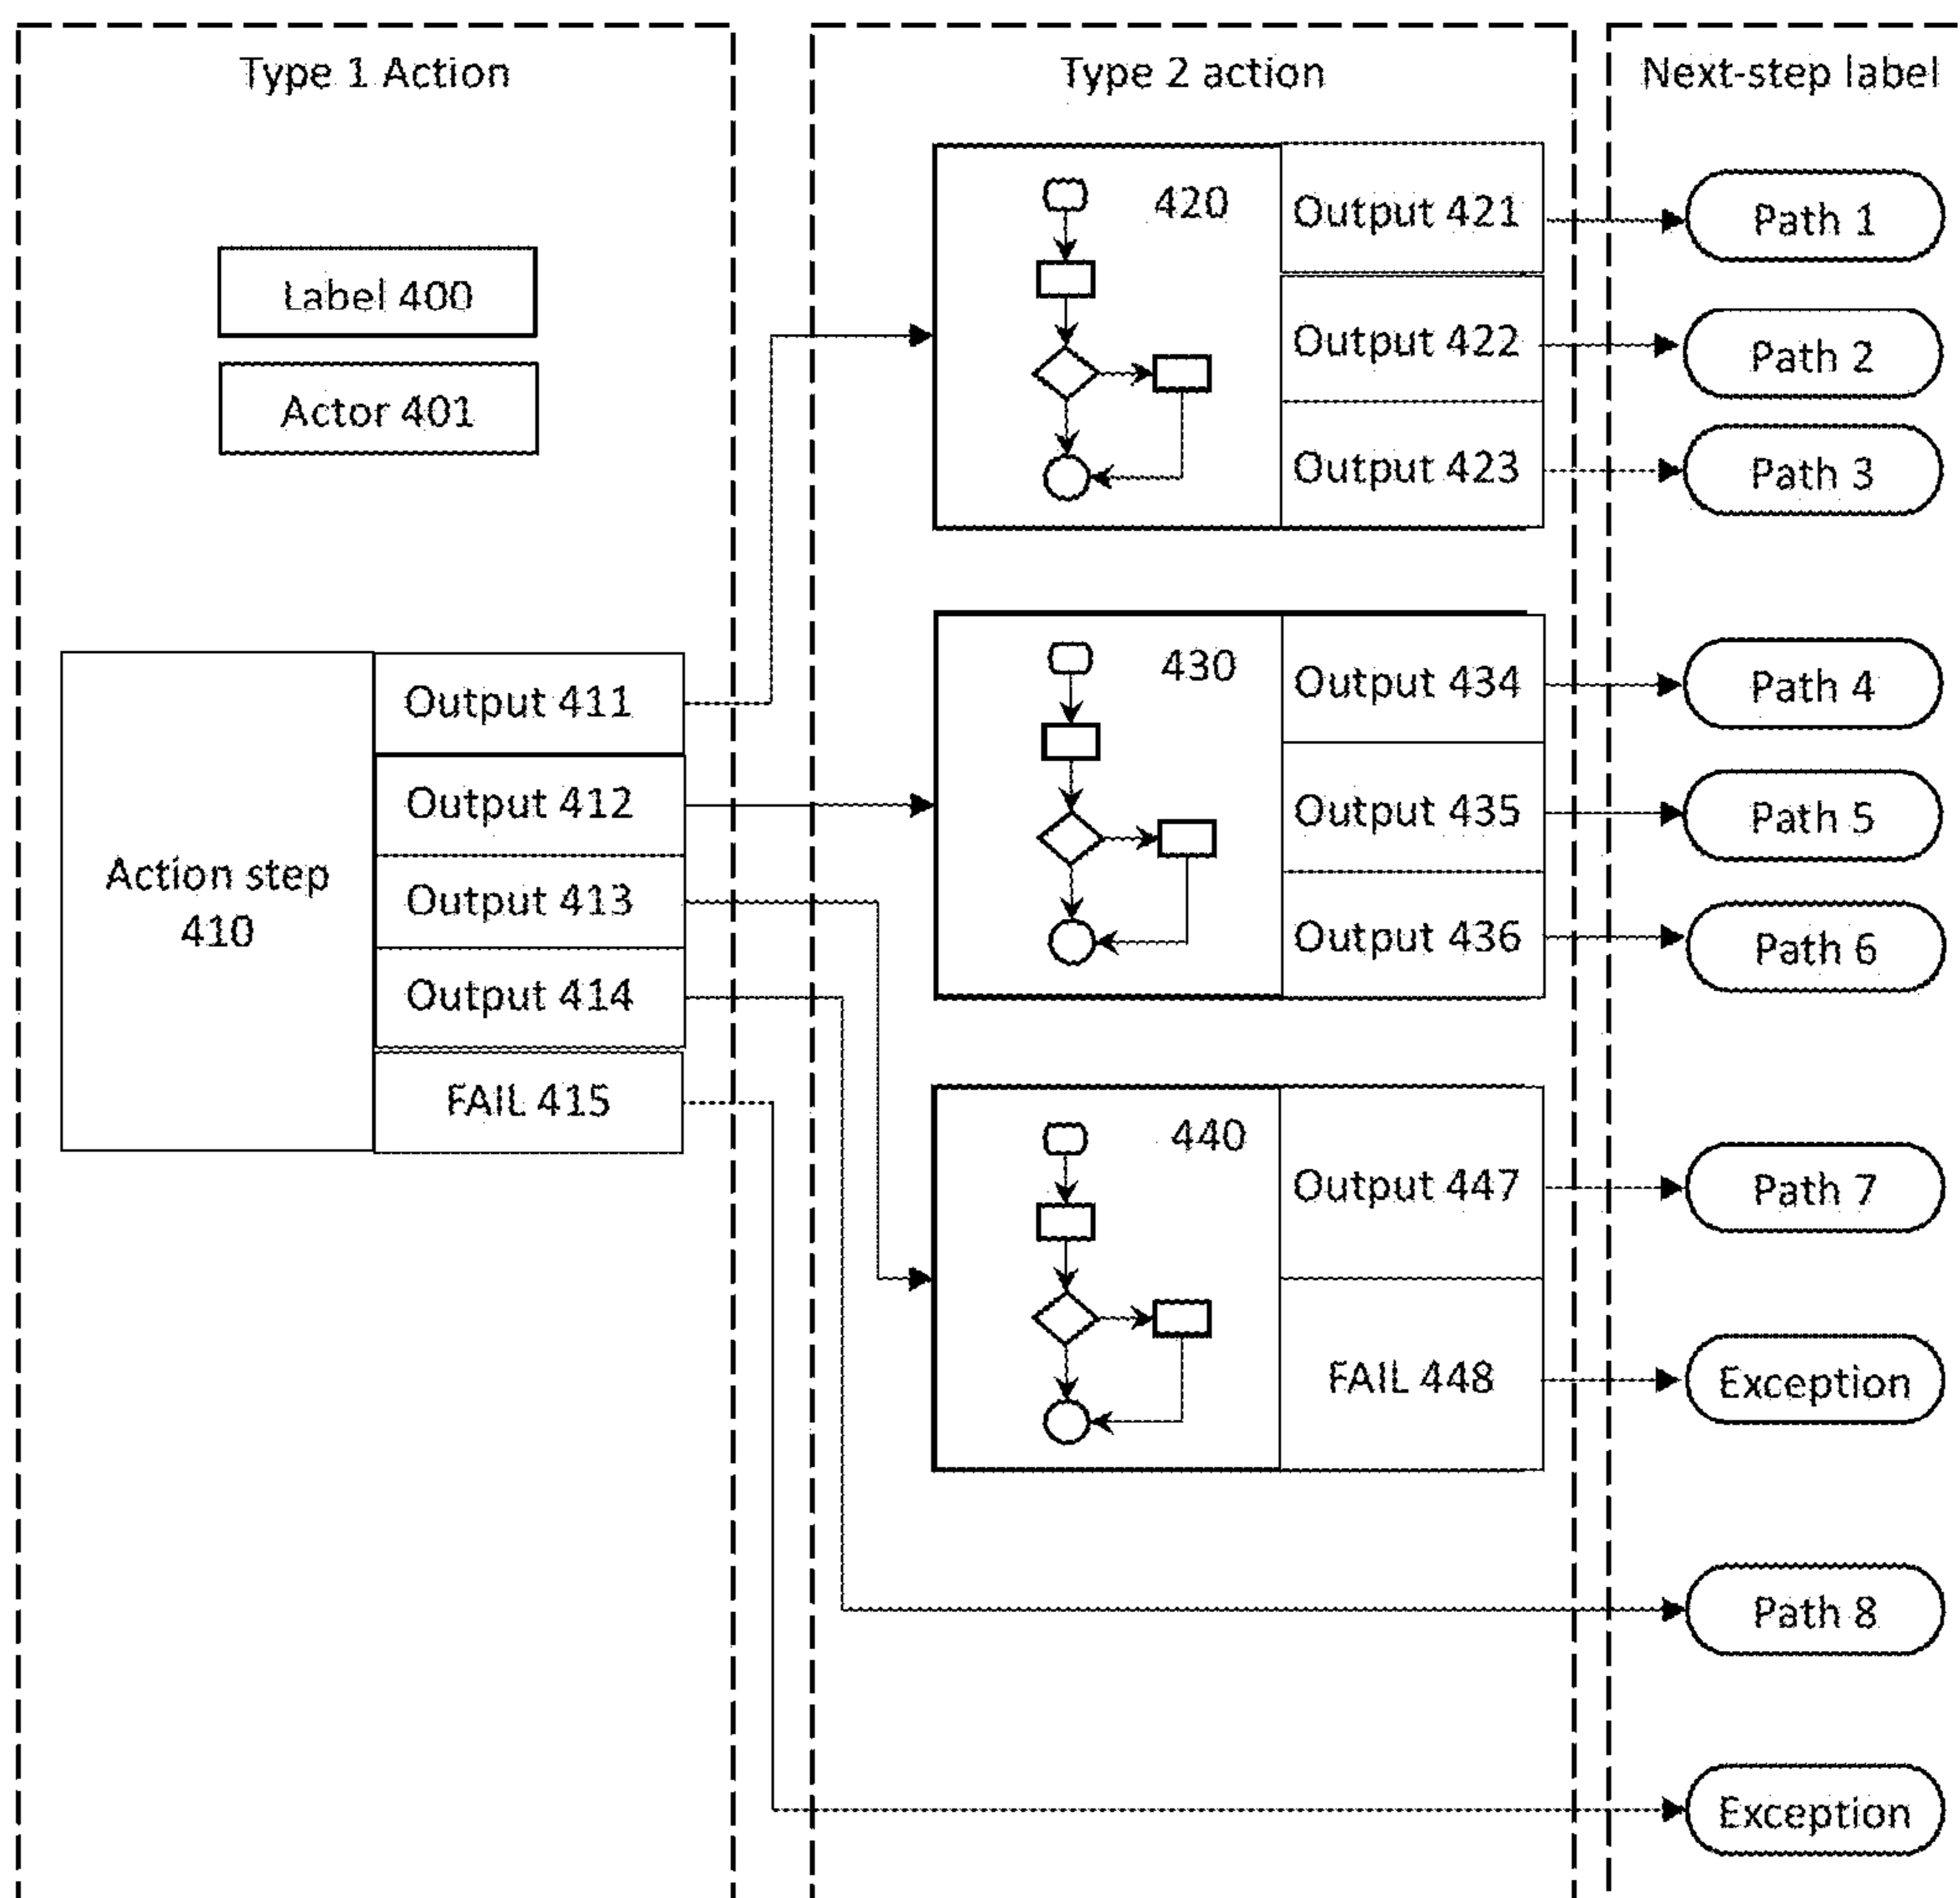 Type 1 Action
Type 2 action
Next-step label
Label 400
Actor 401
Action step
410
Output 411
Output 412
Output 413
Output 414
FAIL 415
420
Output 421
Output 422
Output 423
430
Output 434
Output 435
Output 436
440
Output 447
FAIL 448
Path 1
Path 2
Path 3
Path 4
Path 5
Path 6
Path 7
Exception
Path 8
Exception